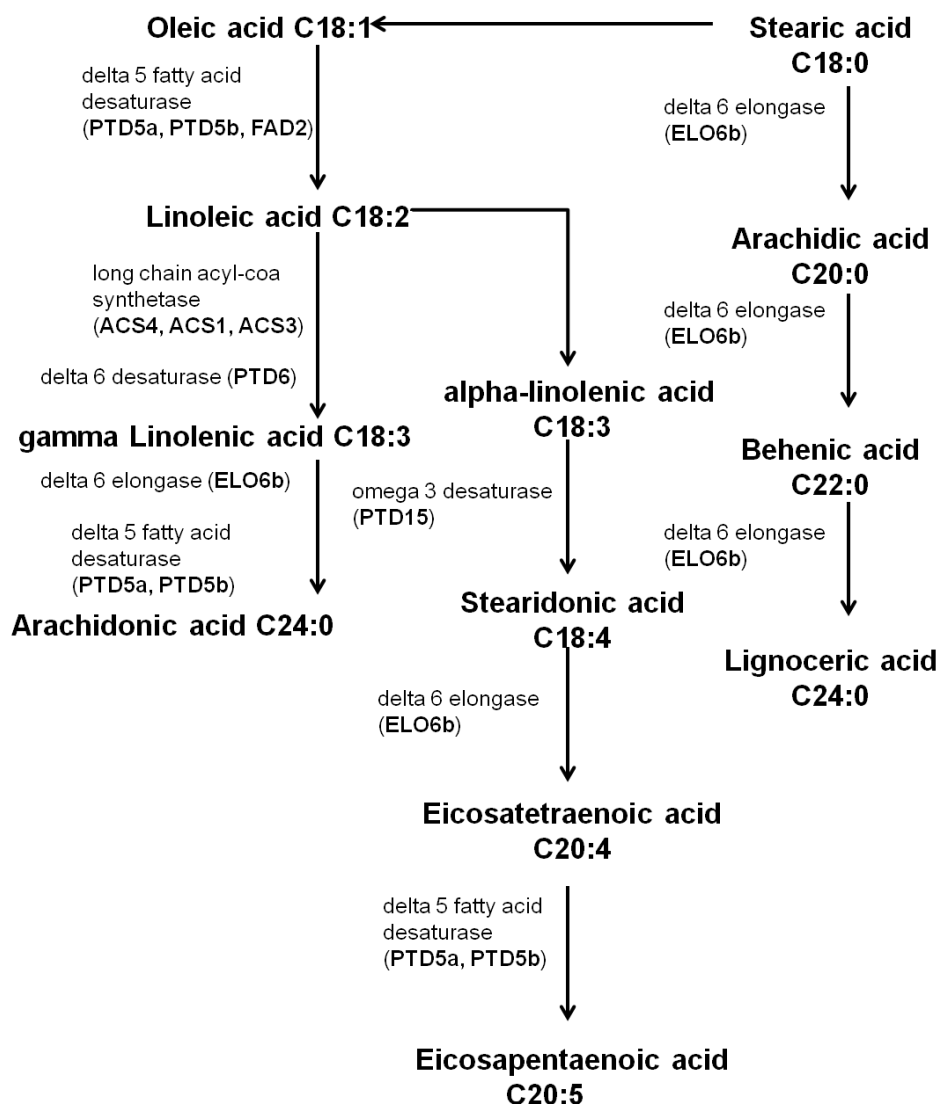 Oleic acid C18:1
Stearic acid
C18:0
delta 5 fatty acid
desaturase
(PTD5a, PTD5b, FAD2)
delta 6 elongase
(ELO6b)
Linoleic acid C18:2
Arachidic acid
C20:0
long chain acyl-coa
synthetase
(ACS4, ACS1, ACS3)
delta 6 elongase
(ELO6b)
delta 6 desaturase (PTD6)
alpha-linolenic acid
C18:3
gamma Linolenic acid C18:3
Behenic acid
C22:0
delta 6 elongase (ELO6b)
omega 3 desaturase
(PTD15)
delta 5 fatty acid
desaturase
(PTD5a, PTD5b)
delta 6 elongase
(ELO6b)
Arachidonic acid C24:0
Stearidonic acid
C18:4
Lignoceric acid
C24:0
delta 6 elongase
(ELO6b)
Eicosatetraenoic acid
C20:4
delta 5 fatty acid
desaturase
(PTD5a, PTD5b)
Eicosapentaenoic acid
C20:5